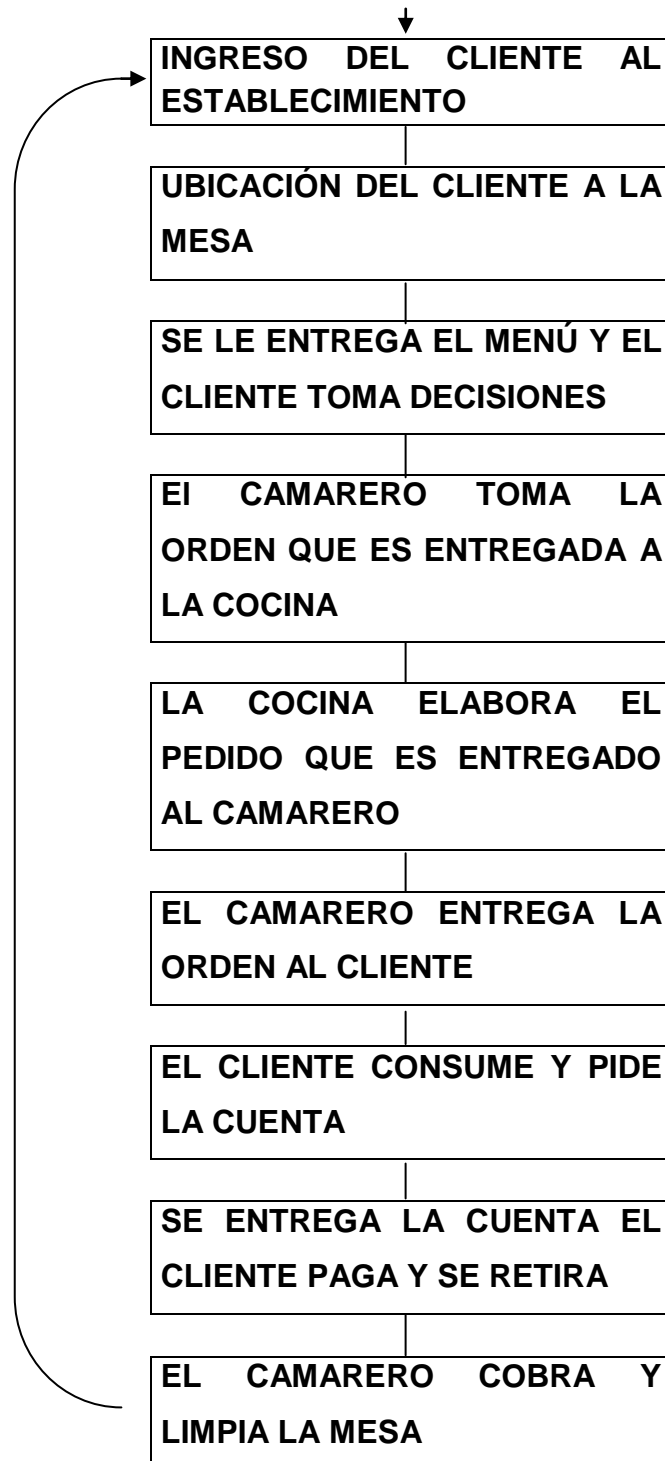 INGRESO DEL CLIENTE AL
ESTABLECIMIENTO
UBICACIÓN DEL CLIENTE A LA
MESA
SE LE ENTREGA EL MENÚ Y EL
CLIENTE TOMA DECISIONES
El CAMARERO TOMA LA
ORDEN QUE ES ENTREGADA A
LA COCINA
LA COCINA ELABORA EL
PEDIDO QUE ES ENTREGADO
AL CAMARERO
EL CAMARERO ENTREGA LA
ORDEN AL CLIENTE
EL CLIENTE CONSUME Y PIDE
LA CUENTA
SE ENTREGA LA CUENTA EL
CLIENTE PAGA Y SE RETIRA
EL CAMARERO COBRA Y
LIMPIA LA MESA